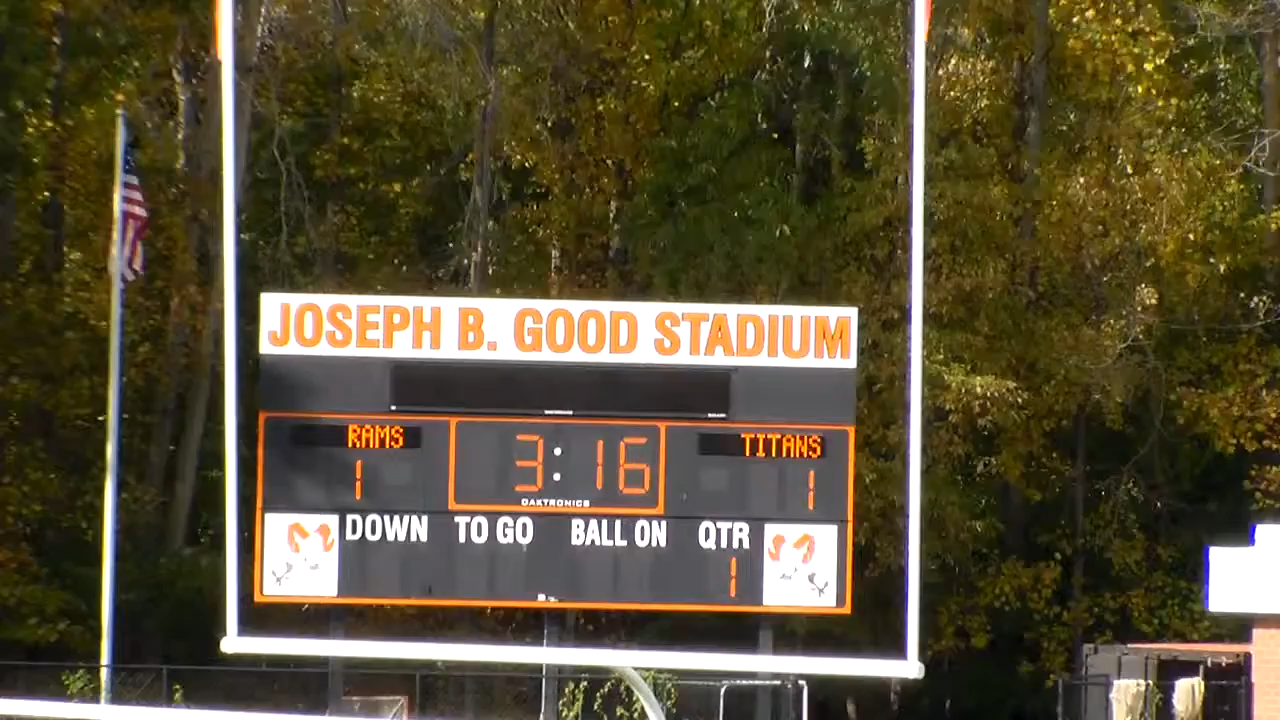 JOSEPH B. GOOD STADIUM
RAMS 3:16 TITANS
1 1
DAKTRONICS
DOWN TO GO BALL ON QTR
1